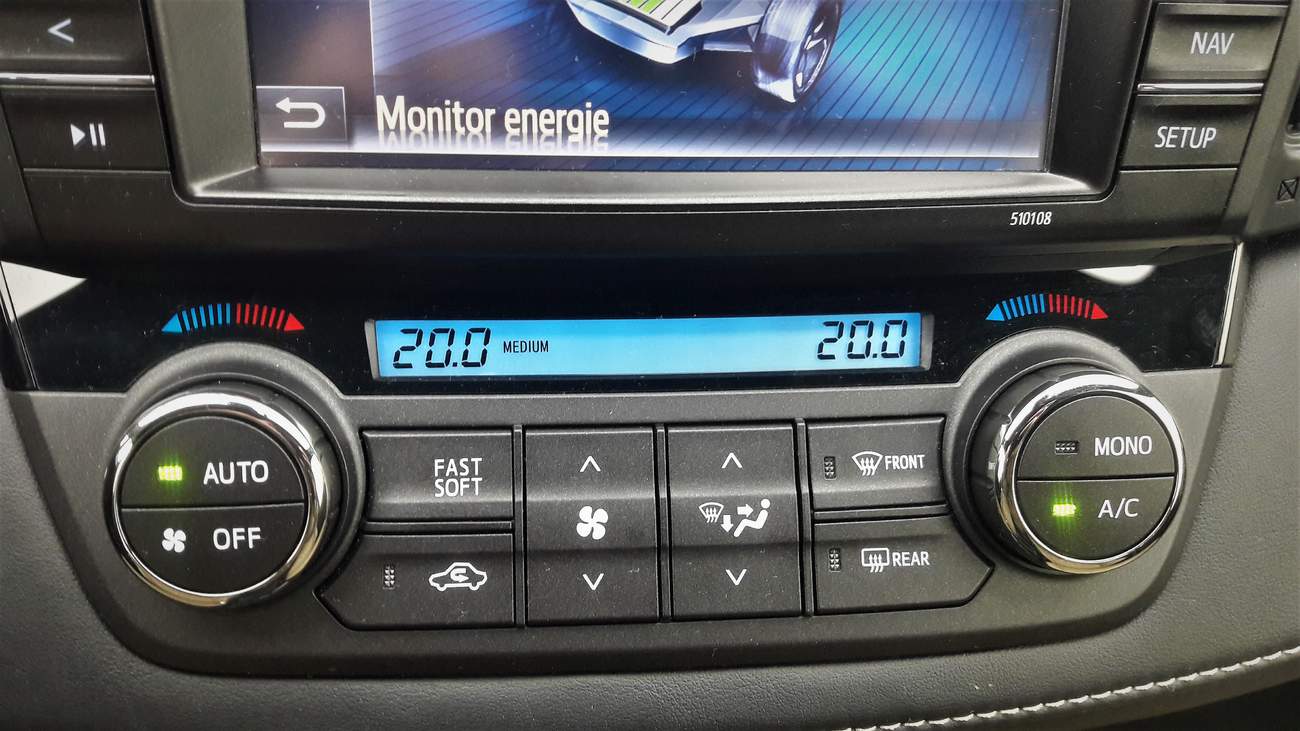 NAV
Monitor energie
SETUP
510108
20.0 MEDIUM 20.0
AUTO
OFF
FAST
SOFT
FRONT
REAR
MONO
A/C